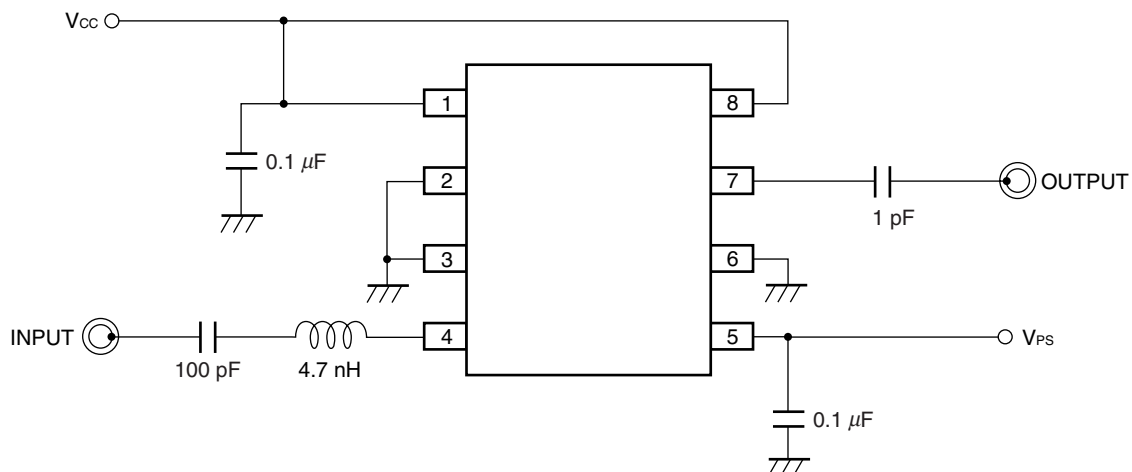 VCC
1
8
0.1 μF
2
7
OUTPUT
1 pF
3
6
INPUT
4
5
VPS
100 pF
4.7 nH
0.1 μF